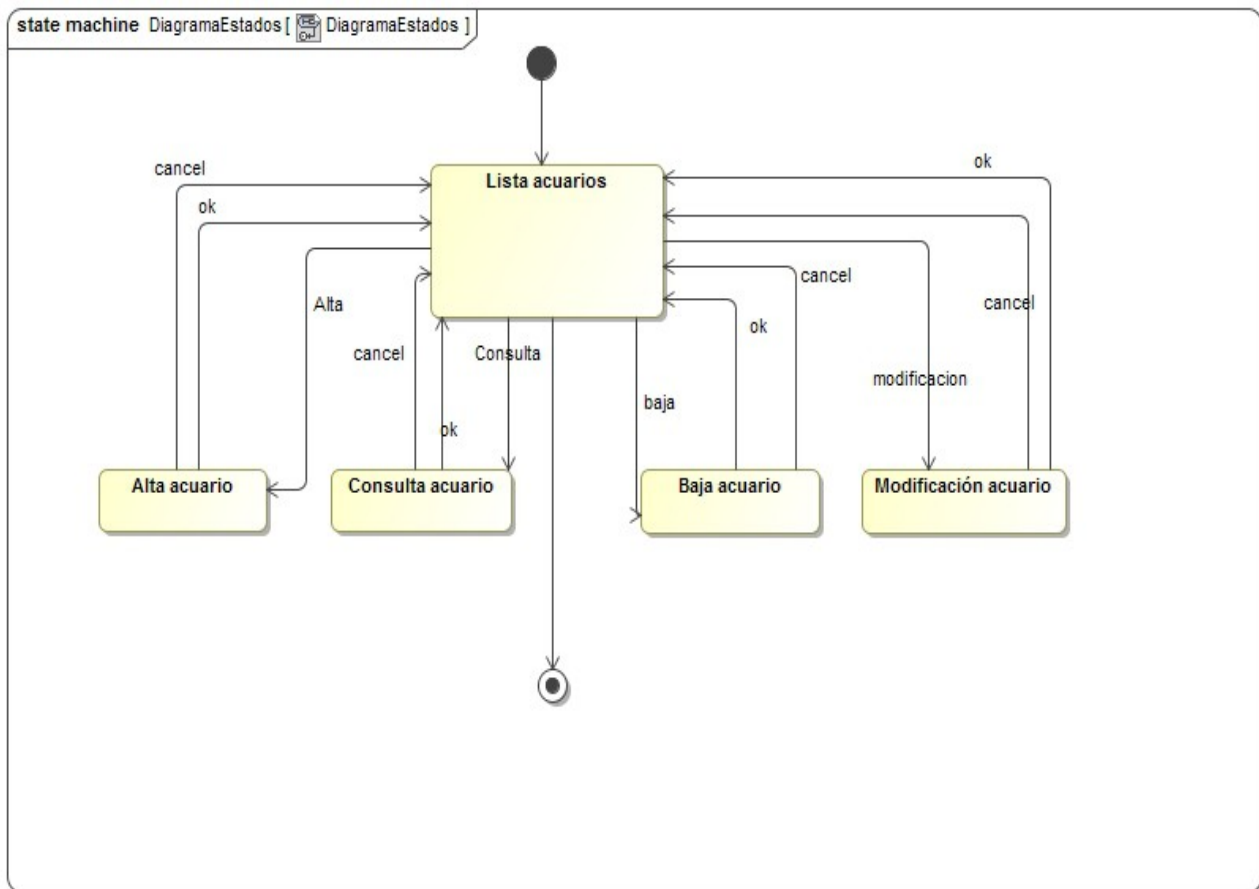 state machine DiagramaEstados [ DiagramaEstados ]
cancel
ok
Lista acuarios
ok
cancel
Alta
cancel
ok
cancel
Consulta
modificacion
baja
ok
Alta acuario
Consulta acuario
Baja acuario
Modificación acuario